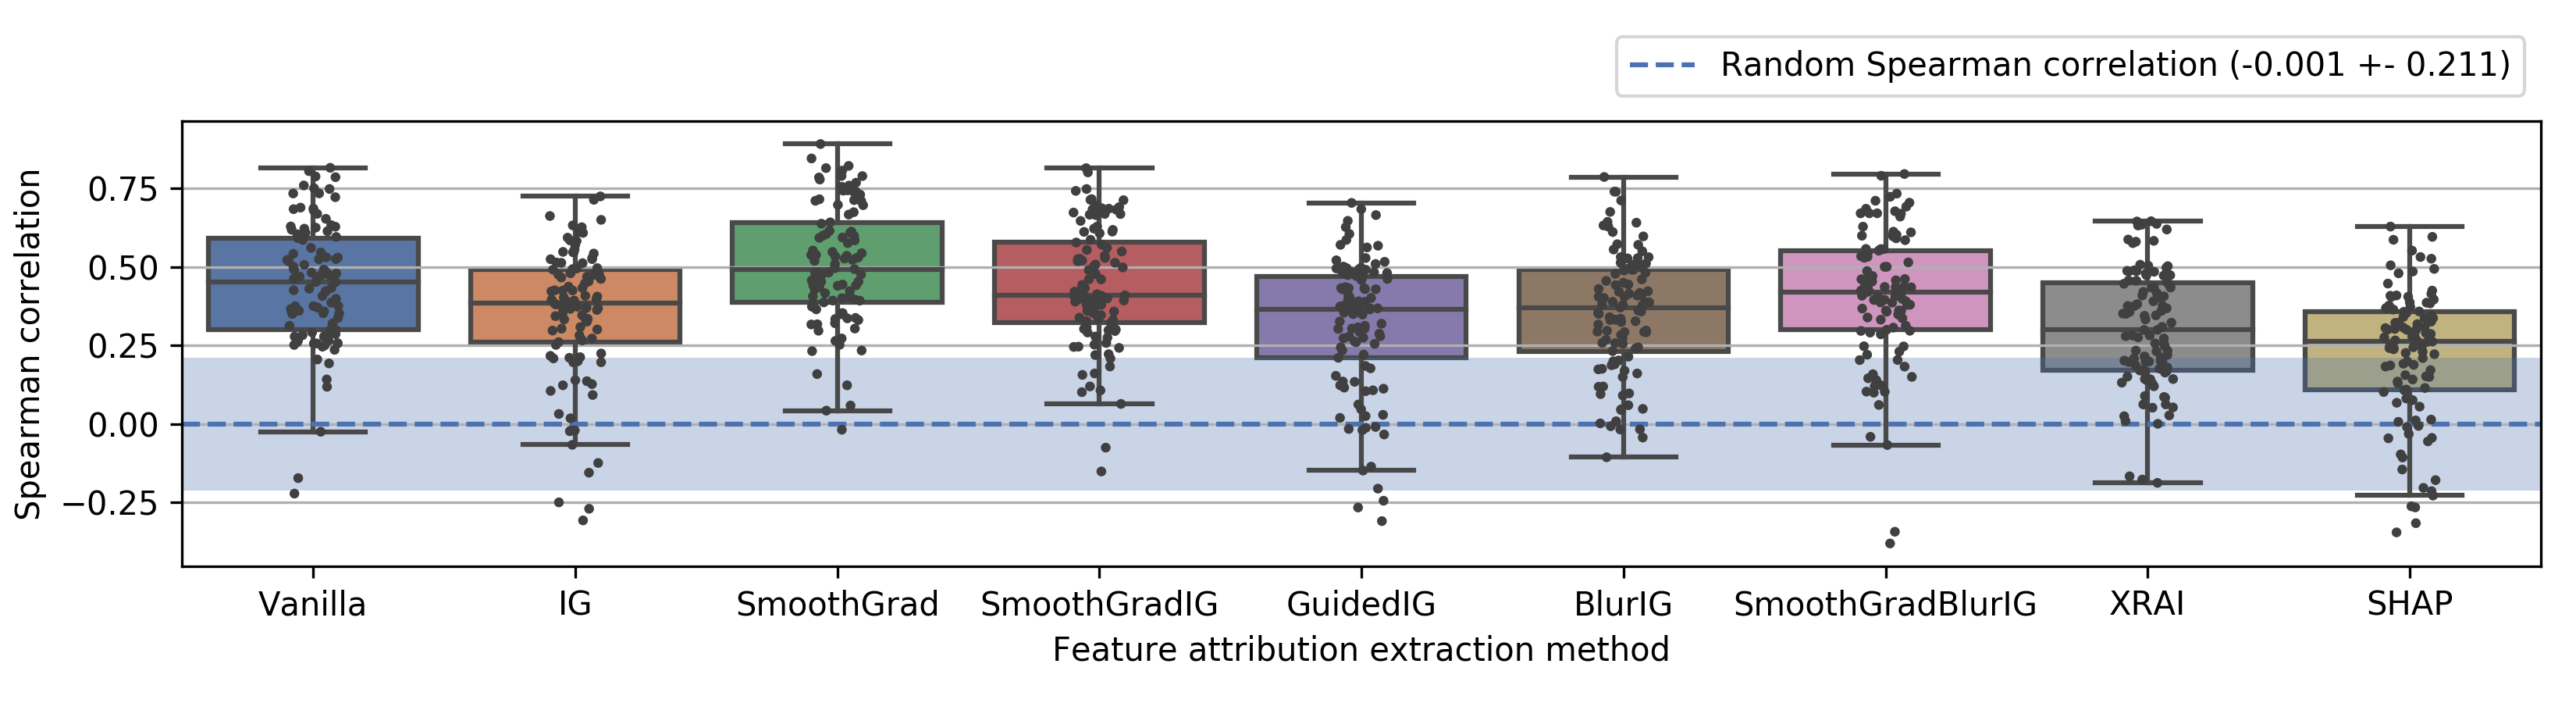 Random Spearman correlation (-0.001 +- 0.211)
Spearman correlation
0.75
0.50
0.25
0.00
−0.25
Vanilla IG SmoothGrad SmoothGradIG GuidedIG BlurIG SmoothGradBlurIG XRAI SHAP
Feature attribution extraction method